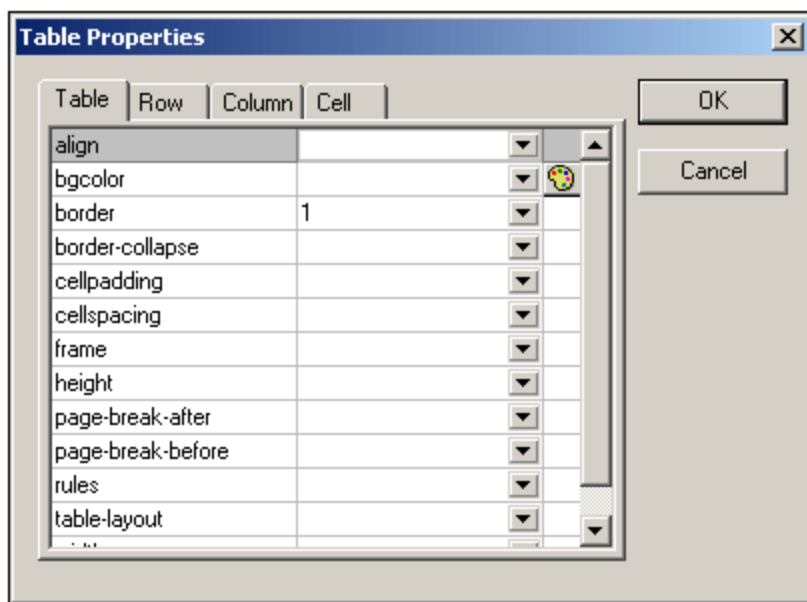 Table Properties
Table Row Column Cell
OK
Cancel
align
bgcolor
border 1
border-collapse
cellpadding
cellspacing
frame
height
page-break-after
page-break-before
rules
table-layout